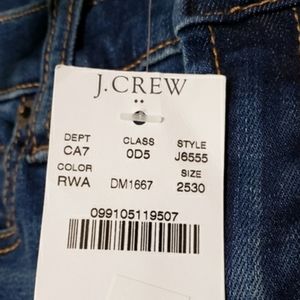 J.CREW
DEPT CLASS STYLE
CA7 0D5 J6555
COLOR SIZE
RWA DM1667 2530
099105119507